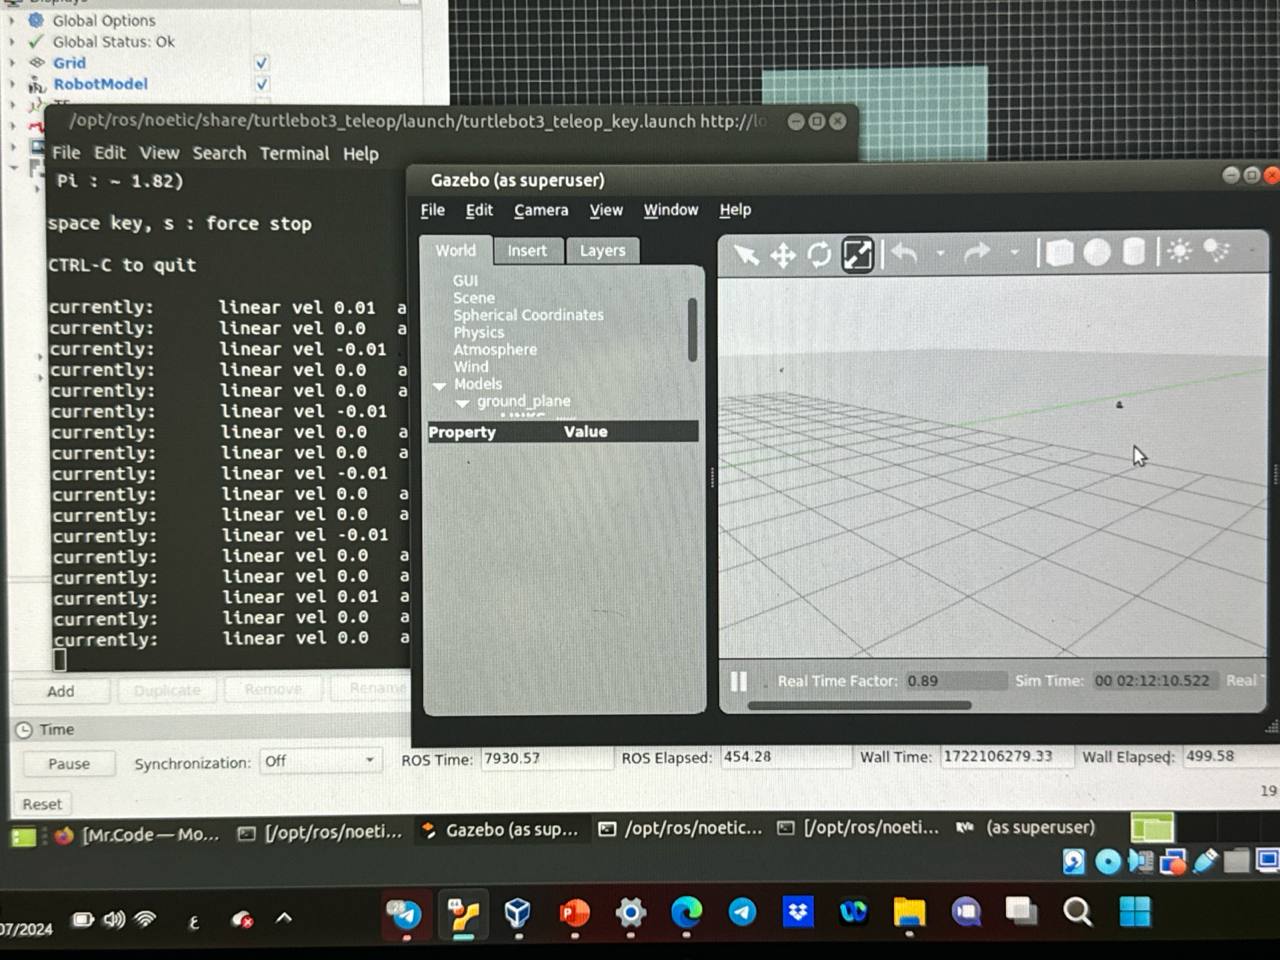 Global Options
Global Status: Ok
Grid
RobotModel
/opt/ros/noetic/share/turtlebot3_teleop/launch/turtlebot3_teleop_key.launch http://lo
File Edit View Search Terminal Help
Pi : ~ 1.82)
space key, s : force stop
CTRL-C to quit
currently: linear vel 0.01 a
currently: linear vel 0.0 a
currently: linear vel -0.01
currently: linear vel 0.0 a
currently: linear vel 0.0 a
currently: linear vel -0.01
currently: linear vel 0.0 a
currently: linear vel 0.0 a
currently: linear vel -0.01
currently: linear vel 0.0 a
currently: linear vel 0.0 a
currently: linear vel -0.01
currently: linear vel 0.0 a
currently: linear vel 0.0 a
currently: linear vel 0.01 a
currently: linear vel 0.0 a
currently: linear vel 0.0 a
Gazebo (as superuser)
File Edit Camera View Window Help
World Insert Layers
GUI
Scene
Spherical Coordinates
Physics
Atmosphere
Wind
Models
ground_plane
Property Value
Real Time Factor: 0.89 Sim Time: 00 02:12:10.522 Real
Add Duplicate Remove Rename
Time
Pause Synchronization: Off ROS Time: 7930.57 ROS Elapsed: 454.28 Wall Time: 1722106279.33 Wall Elapsed: 499.58
Reset 19
[Mr.Code — Mo... [/opt/ros/noeti... Gazebo (as sup... /opt/ros/noetic... [/opt/ros/noeti... (as superuser)
07/2024 ع 28